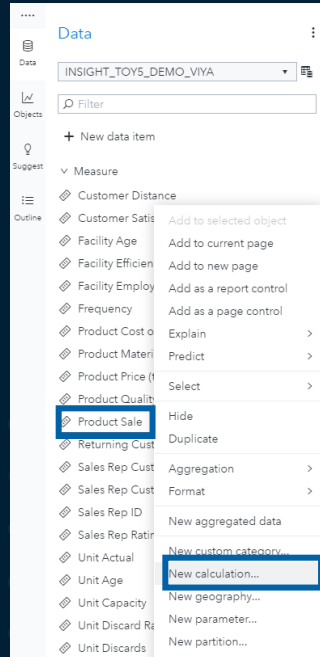 Data
Objects
Suggest
Outline
Data
INSIGHT_TOY5_DEMO_VIYA
Filter
+ New data item
Measure
Customer Distance
Customer Satis
Facility Age
Facility Efficien
Facility Employ
Frequency
Product Cost o
Product Materi
Product Price (t
Product Quality
Product Sale
Returning Cust
Sales Rep Cust
Sales Rep Cust
Sales Rep ID
Sales Rep Ratin
Unit Actual
Unit Age
Unit Capacity
Unit Discard Ra
Unit Discards
Add to selected object
Add to current page
Add to new page
Add as a report control
Add as a page control
Explain
Predict
Select
Hide
Duplicate
Aggregation
Format
New aggregated data
New custom category...
New calculation...
New geography...
New parameter...
New partition...